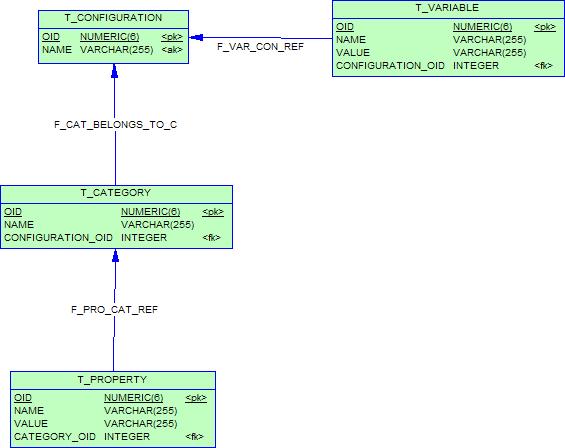 T_CONFIGURATION
OID NUMERIC(6) <pk>
NAME VARCHAR(255) <ak>
T_VARIABLE
OID NUMERIC(6) <pk>
NAME VARCHAR(255)
VALUE VARCHAR(255)
CONFIGURATION_OID INTEGER <fk>
F_VAR_CON_REF
F_CAT_BELONGS_TO_C
T_CATEGORY
OID NUMERIC(6) <pk>
NAME VARCHAR(255)
CONFIGURATION_OID INTEGER <fk>
F_PRO_CAT_REF
T_PROPERTY
OID NUMERIC(6) <pk>
NAME VARCHAR(255)
VALUE VARCHAR(255)
CATEGORY_OID INTEGER <fk>